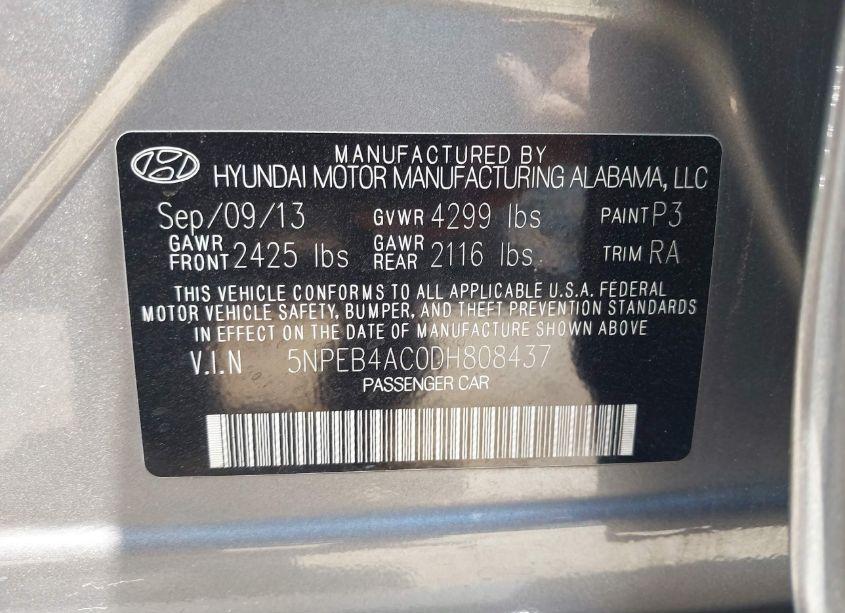 MANUFACTURED BY
HYUNDAI MOTOR MANUFACTURING ALABAMA, LLC
Sep/09/13 GVWR 4299 lbs PAINT P3
GAWR FRONT 2425 lbs GAWR REAR 2116 lbs TRIM RA
THIS VEHICLE CONFORMS TO ALL APPLICABLE U.S.A. FEDERAL
MOTOR VEHICLE SAFETY, BUMPER, AND THEFT PREVENTION STANDARDS
IN EFFECT ON THE DATE OF MANUFACTURE SHOWN ABOVE
V.I.N 5NPEB4AC0DH808437
PASSENGER CAR